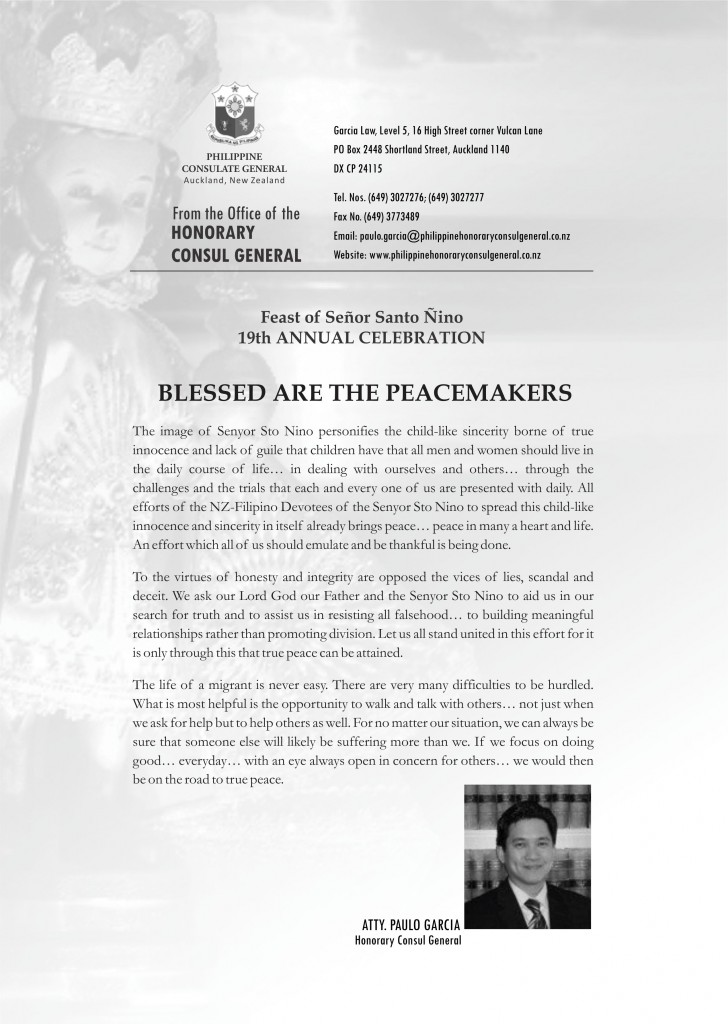 PHILIPPINE
CONSULATE GENERAL
Auckland, New Zealand
From the Office of the
HONORARY
CONSUL GENERAL
Garcia Law, Level 5, 16 High Street corner Vulcan Lane
PO Box 2448 Shortland Street, Auckland 1140
DX CP 24115
Tel. Nos. (649) 3027276; (649) 3027277
Fax No. (649) 3773489
Email: paulo.garcia@philippinehonoraryconsulgeneral.co.nz
Website: www.philippinehonoraryconsulgeneral.co.nz
Feast of Señor Santo Ñino
19th ANNUAL CELEBRATION
BLESSED ARE THE PEACEMAKERS
The image of Senyor Sto Nino personifies the child-like sincerity borne of true
innocence and lack of guile that children have that all men and women should live in
the daily course of life… in dealing with ourselves and others… through the
challenges and the trials that each and every one of us are presented with daily. All
efforts of the NZ-Filipino Devotees of the Senyor Sto Nino to spread this child-like
innocence and sincerity in itself already brings peace… peace in many a heart and life.
An effort which all of us should emulate and be thankful is being done.
To the virtues of honesty and integrity are opposed the vices of lies, scandal and
deceit. We ask our Lord God our Father and the Senyor Sto Nino to aid us in our
search for truth and to assist us in resisting all falsehood… to building meaningful
relationships rather than promoting division. Let us all stand united in this effort for it
is only through this that true peace can be attained.
The life of a migrant is never easy. There are very many difficulties to be hurdled.
What is most helpful is the opportunity to walk and talk with others… not just when
we ask for help but to help others as well. For no matter our situation, we can always be
sure that someone else will likely be suffering more than we. If we focus on doing
good… everyday… with an eye always open in concern for others… we would then
be on the road to true peace.
ATTY. PAULO GARCIA
Honorary Consul General